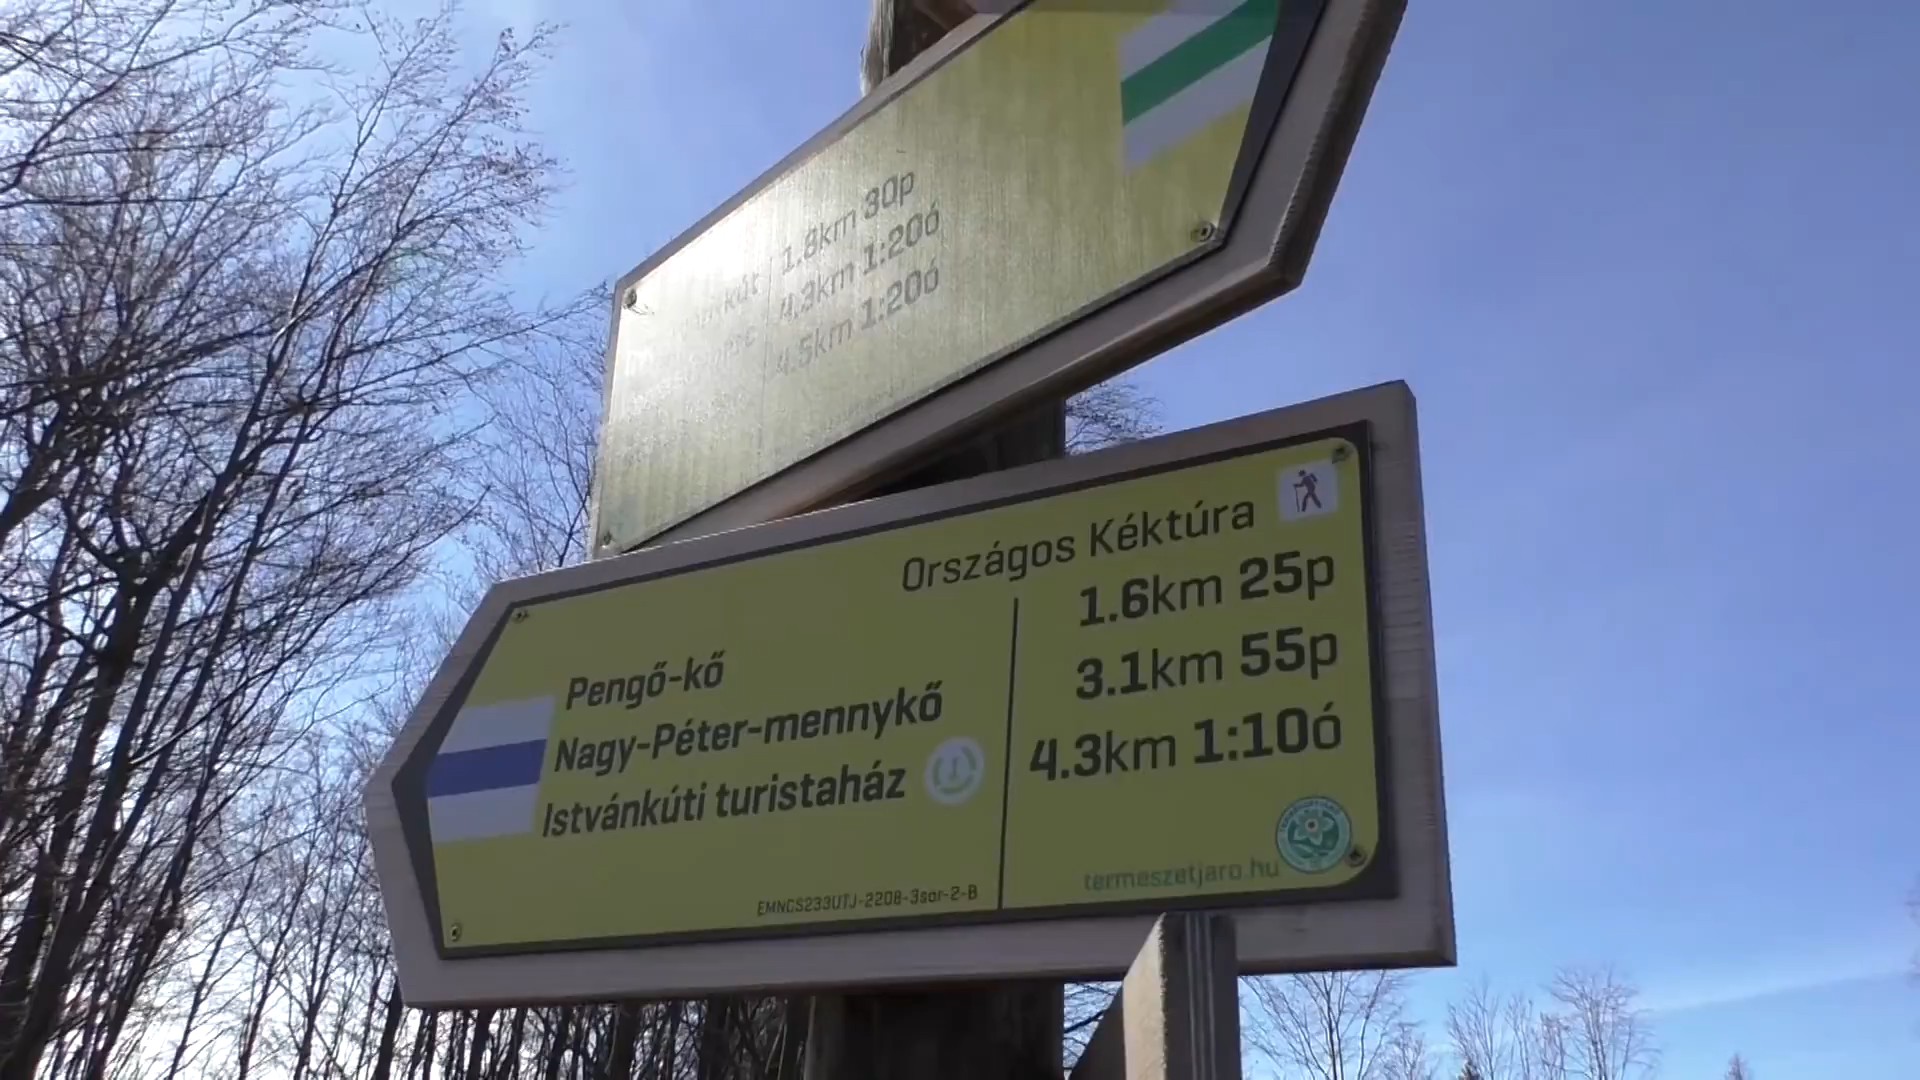 1.8km 30p
4.3km 1:20ó
4.5km 1:20ó
Országos Kéktúra
Pengő-kő 1.6km 25p
Nagy-Péter-mennykő 3.1km 55p
Istvánkúti turistaház 4.3km 1:10ó
termeszetjaro.hu
EMNCS233UTJ-2208-3sor-2-B